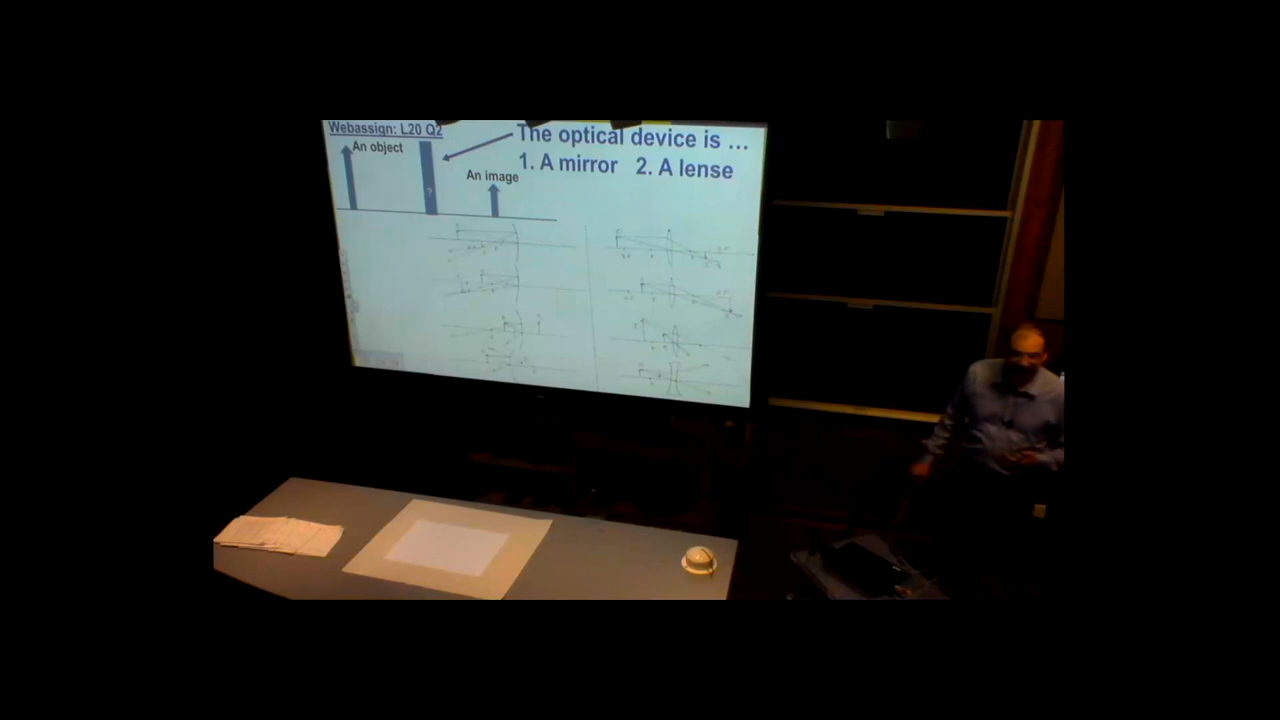 Webassign: L20 Q2
The optical device is ...
An object
1. A mirror 2. A lense
An image
?